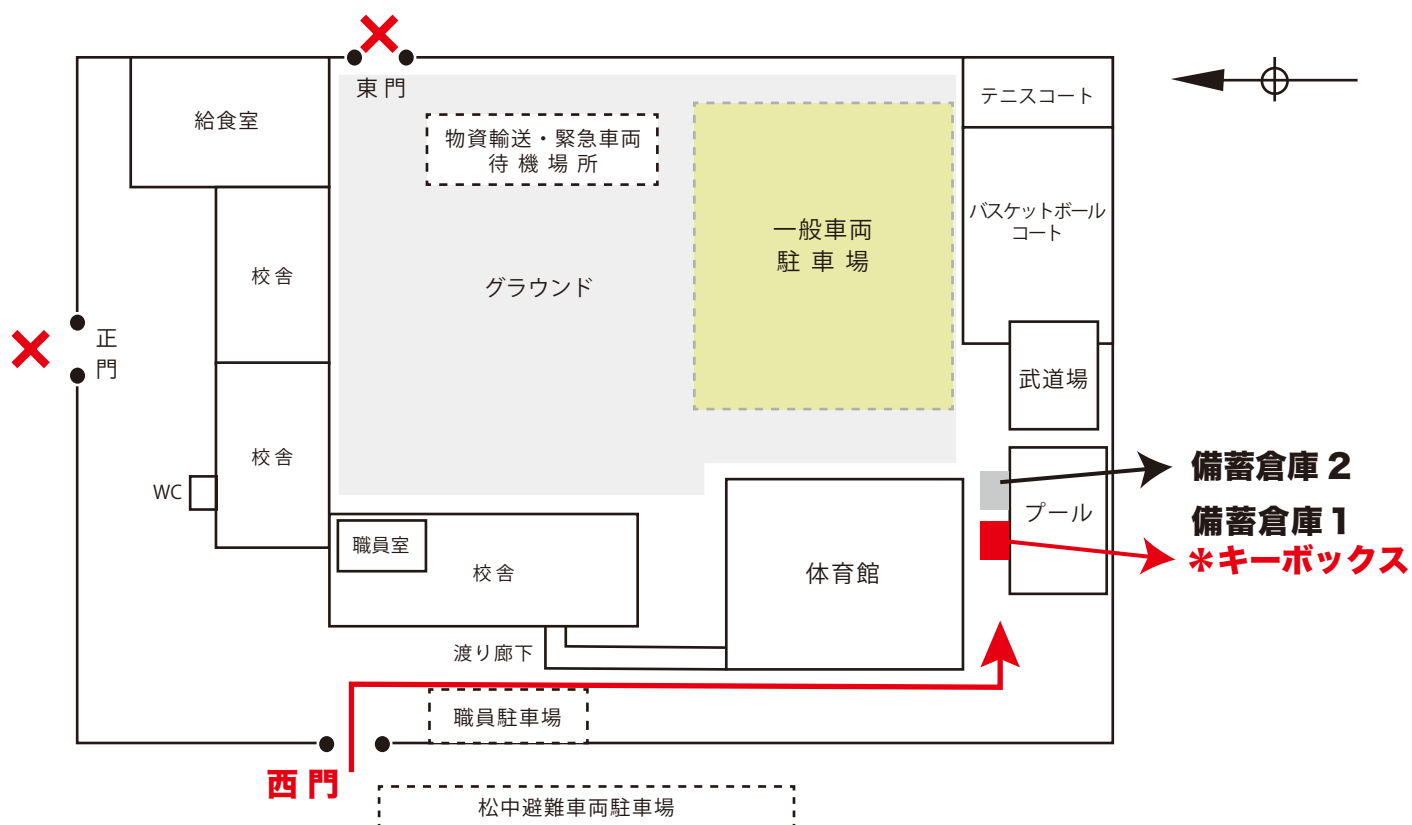 東門
給食室
テニスコート
物資輸送・緊急車両
待機場所
バスケットボール
コート
一般車両
駐車場
校舎
グラウンド
正
門
武道場
校舎
WC
備蓄倉庫2
プール
備蓄倉庫1
*キーボックス
職員室
校舎
体育館
渡り廊下
職員駐車場
西門
松中避難車両駐車場